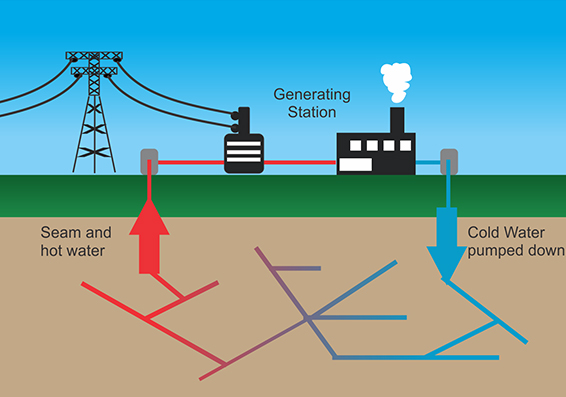 Generating
Station
Seam and
hot water
Cold Water
pumped down